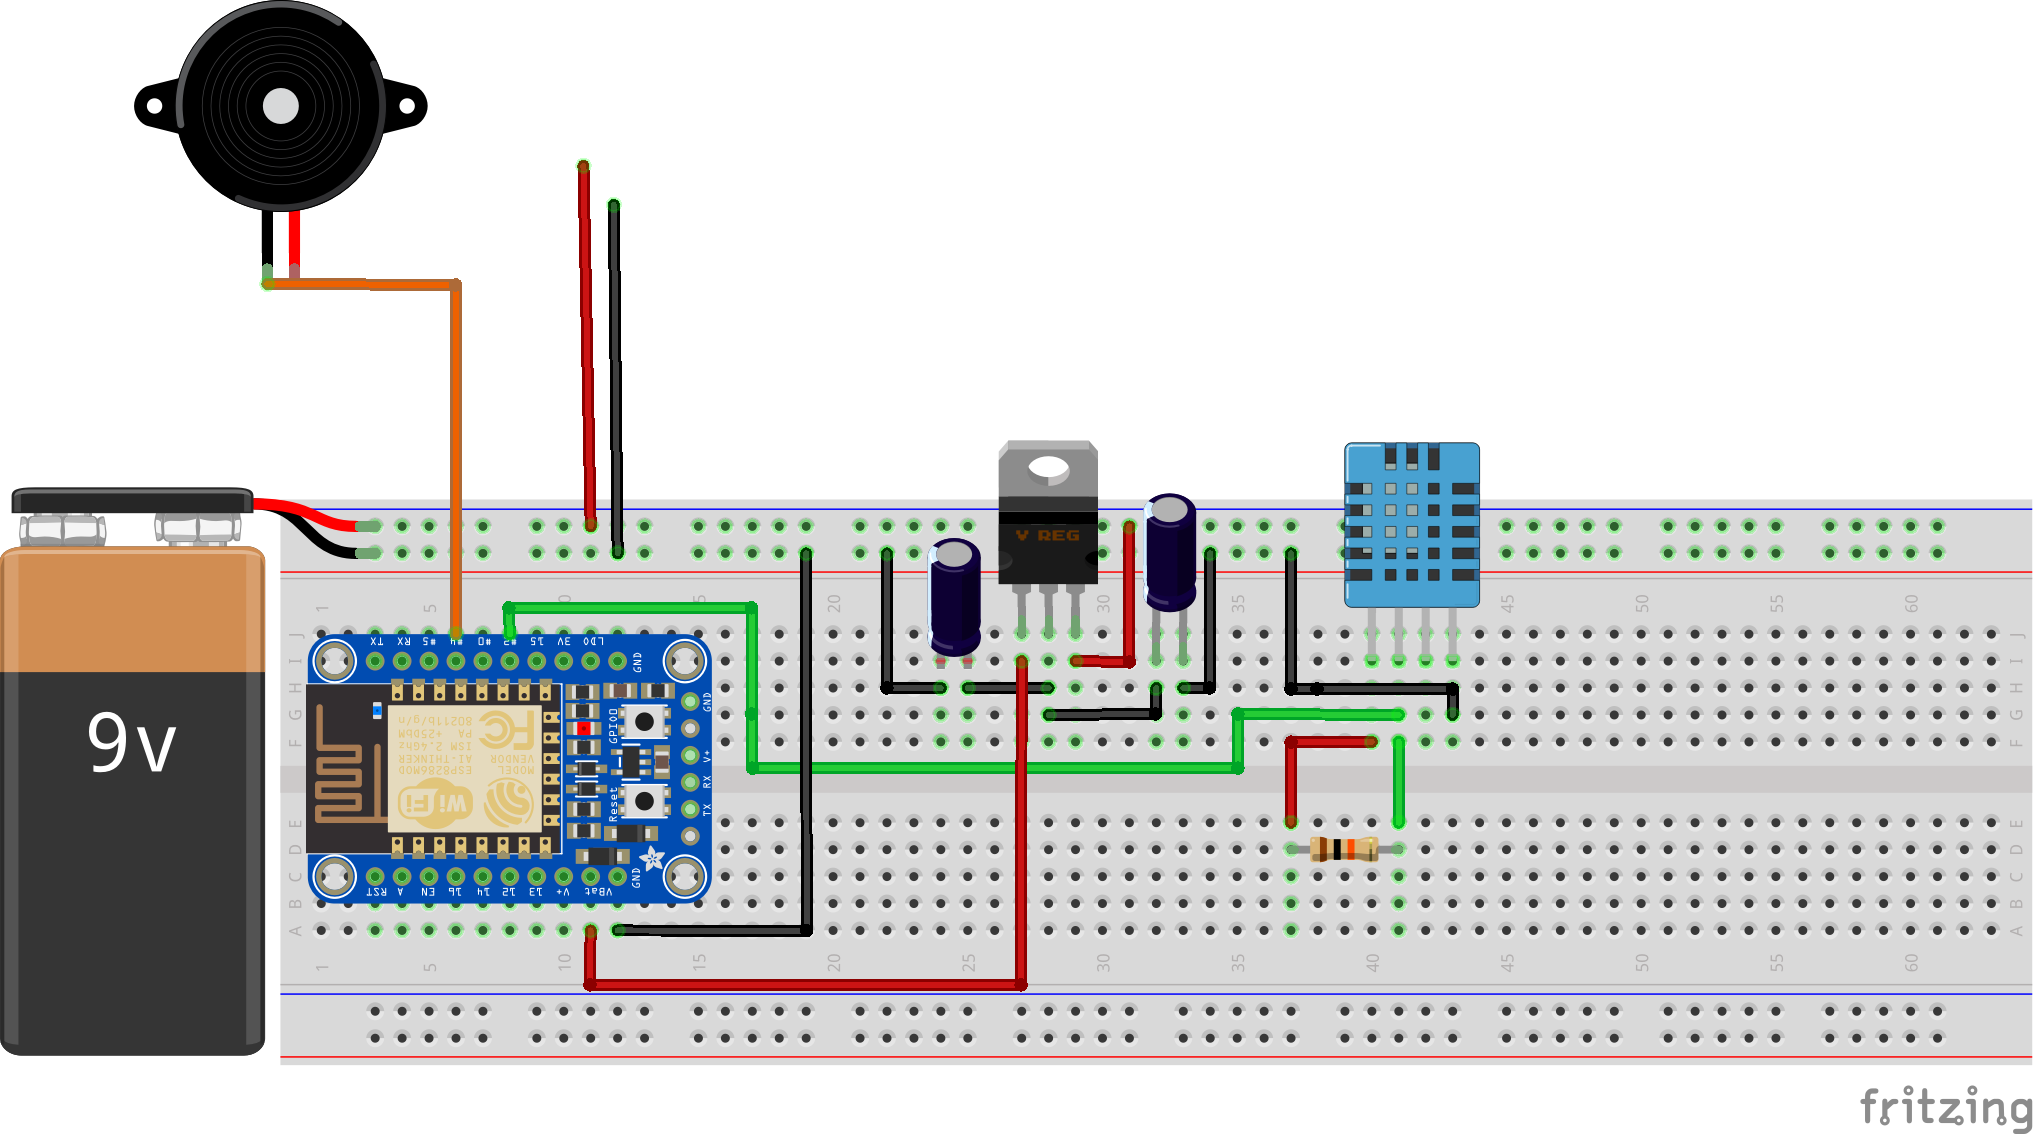 V REG
1
5
10
15
20
25
30
35
40
45
50
55
60
J
I
H
G
F
E
D
C
B
A
J
I
H
G
F
E
D
C
B
A
TX
RX
#5
#4
#0
#2
15
3V
LDO
GND
GPIO0
Reset
GND
V+
RX
TX
MODEL
ESP8266MOD
VENDOR
AI-THINKER
ISM 2.4GHz
PA +25dBm
802.11b/g/n
FC
WiFi
RST
A
EN
16
14
12
13
V+
VBat
GND
9v
1
5
10
15
20
25
30
35
40
45
50
55
60
fritzing